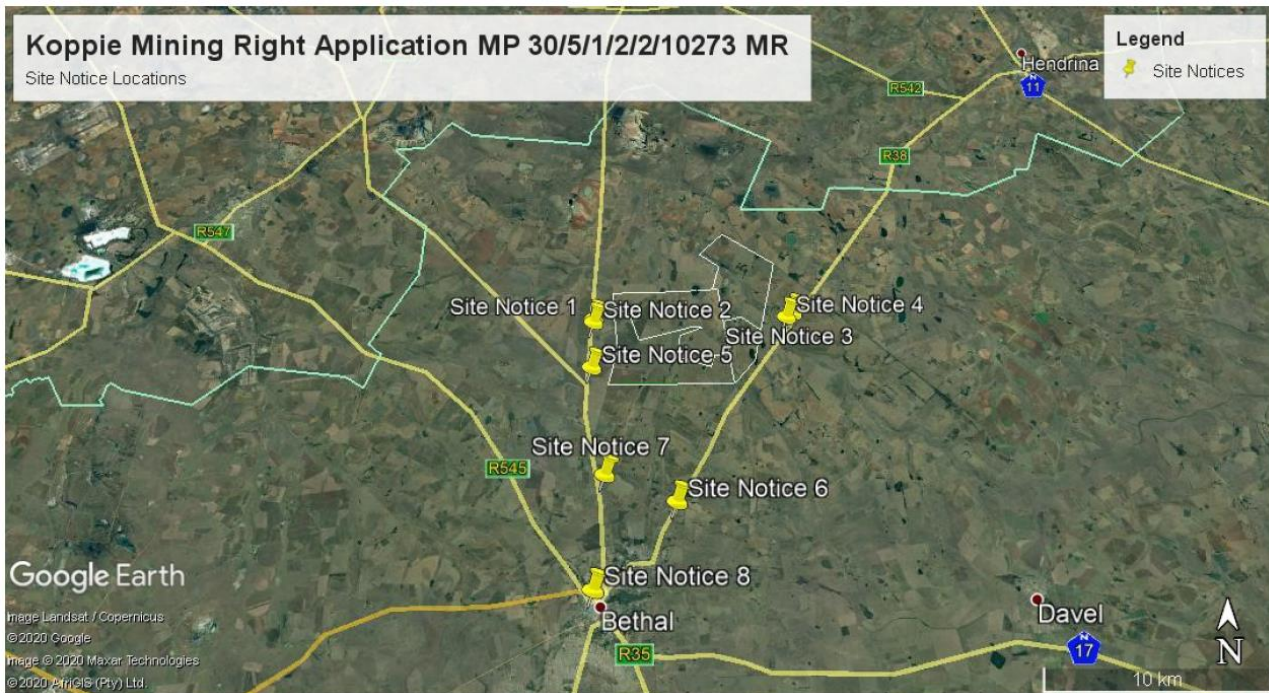 Koppie Mining Right Application MP 30/5/1/2/2/10273 MR
Site Notice Locations
Legend
Site Notices
Hendrina
N
11
R542
R38
R547
Site Notice 1
Site Notice 2
Site Notice 4
Site Notice 3
Site Notice 5
Site Notice 7
R545
Site Notice 6
Google Earth
Site Notice 8
Image Landsat / Copernicus
©2020 Google
Image © 2020 Maxar Technologies
©2020 AfriGIS (Pty) Ltd.
Bethal
R35
Davel
N
17
N
10 km